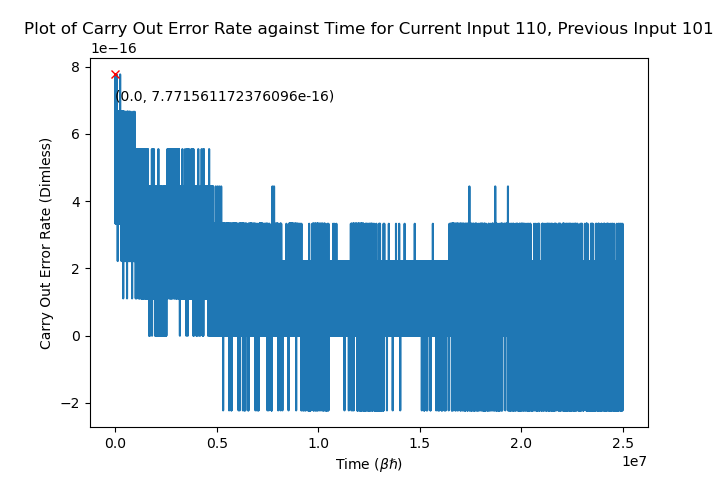 Plot of Carry Out Error Rate against Time for Current Input 110, Previous Input 101
1e−16
8
(0.0, 7.771561172376096e-16)
6
4
2
0
−2
Carry Out Error Rate (Dimless)
0.0 0.5 1.0 1.5 2.0 2.5
1e7
Time (βħ)